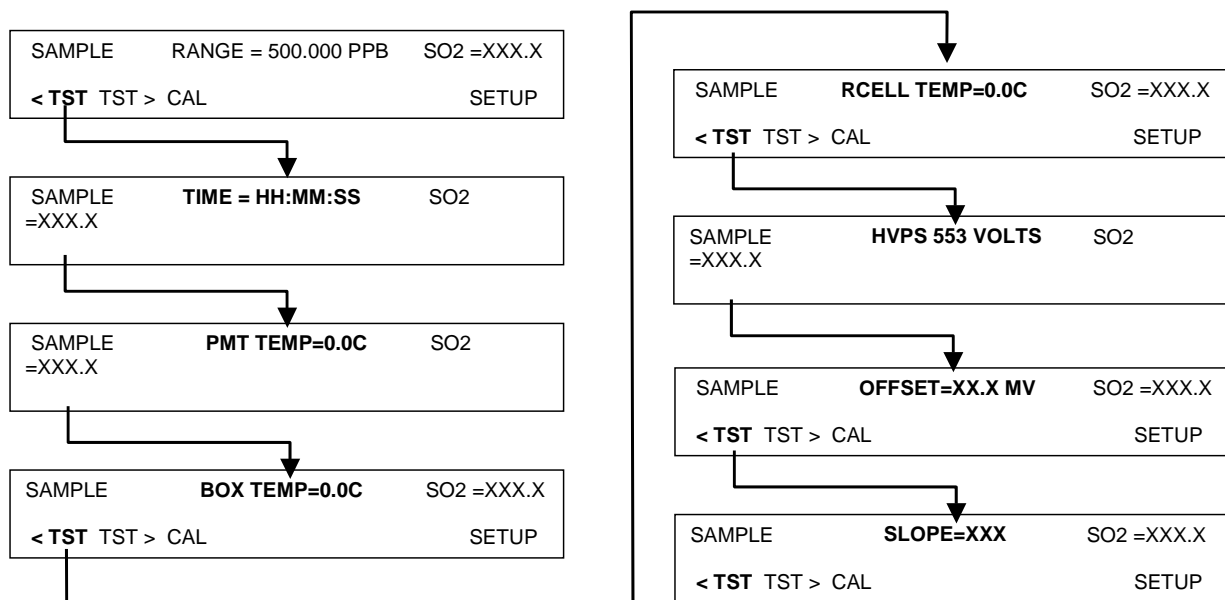 SAMPLE RANGE = 500.000 PPB SO2 =XXX.X
< TST TST > CAL SETUP
SAMPLE TIME = HH:MM:SS SO2
=XXX.X
SAMPLE PMT TEMP=0.0C SO2
=XXX.X
SAMPLE BOX TEMP=0.0C SO2 =XXX.X
< TST TST > CAL SETUP
SAMPLE RCELL TEMP=0.0C SO2 =XXX.X
< TST TST > CAL SETUP
SAMPLE HVPS 553 VOLTS SO2
=XXX.X
SAMPLE OFFSET=XX.X MV SO2 =XXX.X
< TST TST > CAL SETUP
SAMPLE SLOPE=XXX SO2 =XXX.X
< TST TST > CAL SETUP